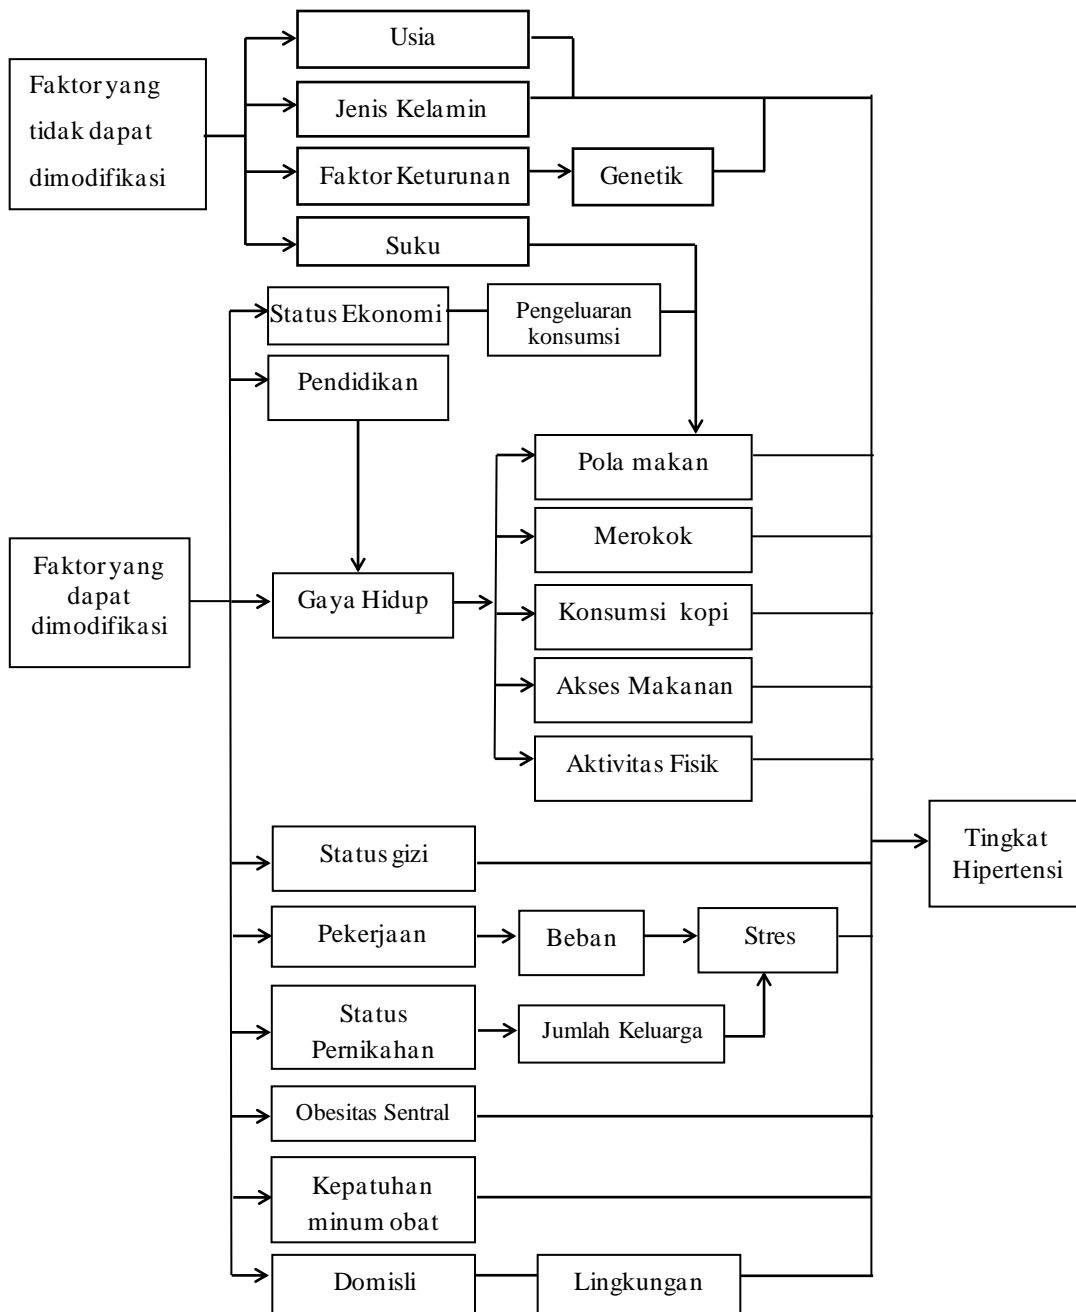 Usia
Faktor yang
tidak dapat
dimodifikasi
Jenis Kelamin
Faktor Keturunan
Genetik
Suku
Status Ekonomi
Pengeluaran
konsumsi
Pendidikan
Pola makan
Merokok
Faktor yang
dapat
dimodifikasi
Gaya Hidup
Konsumsi kopi
Akses Makanan
Aktivitas Fisik
Tingkat
Hipertensi
Status gizi
Pekerjaan
Beban
Stres
Status
Pernikahan
Jumlah Keluarga
Obesitas Sentral
Kepatuhan
minum obat
Domisli
Lingkungan